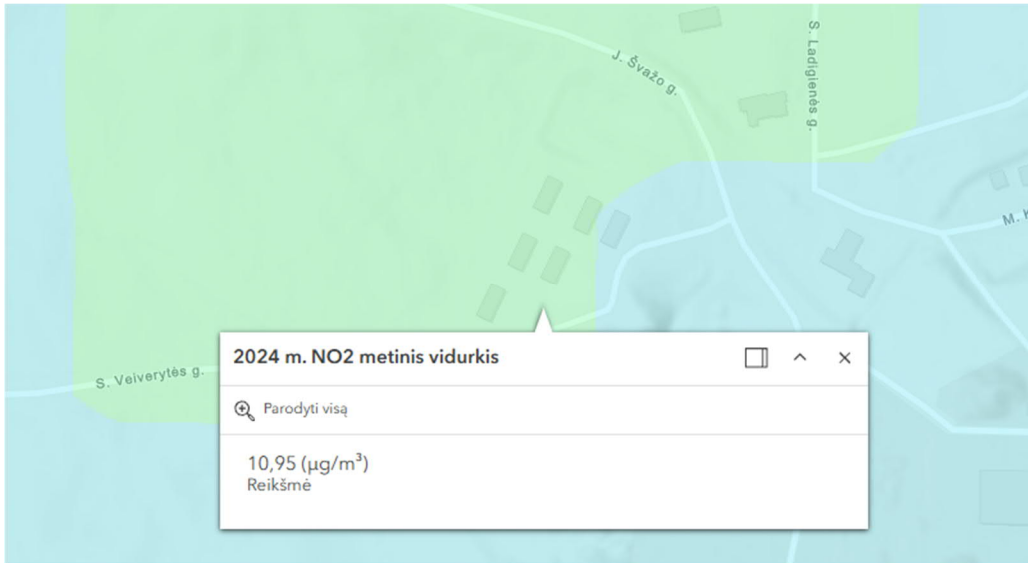 J. Švažo g.
S. Ladigienės g.
M. K
S. Veiverytės g.
2024 m. NO2 metinis vidurkis
Parodyti visą
10,95 (µg/m³)
Reikšmė